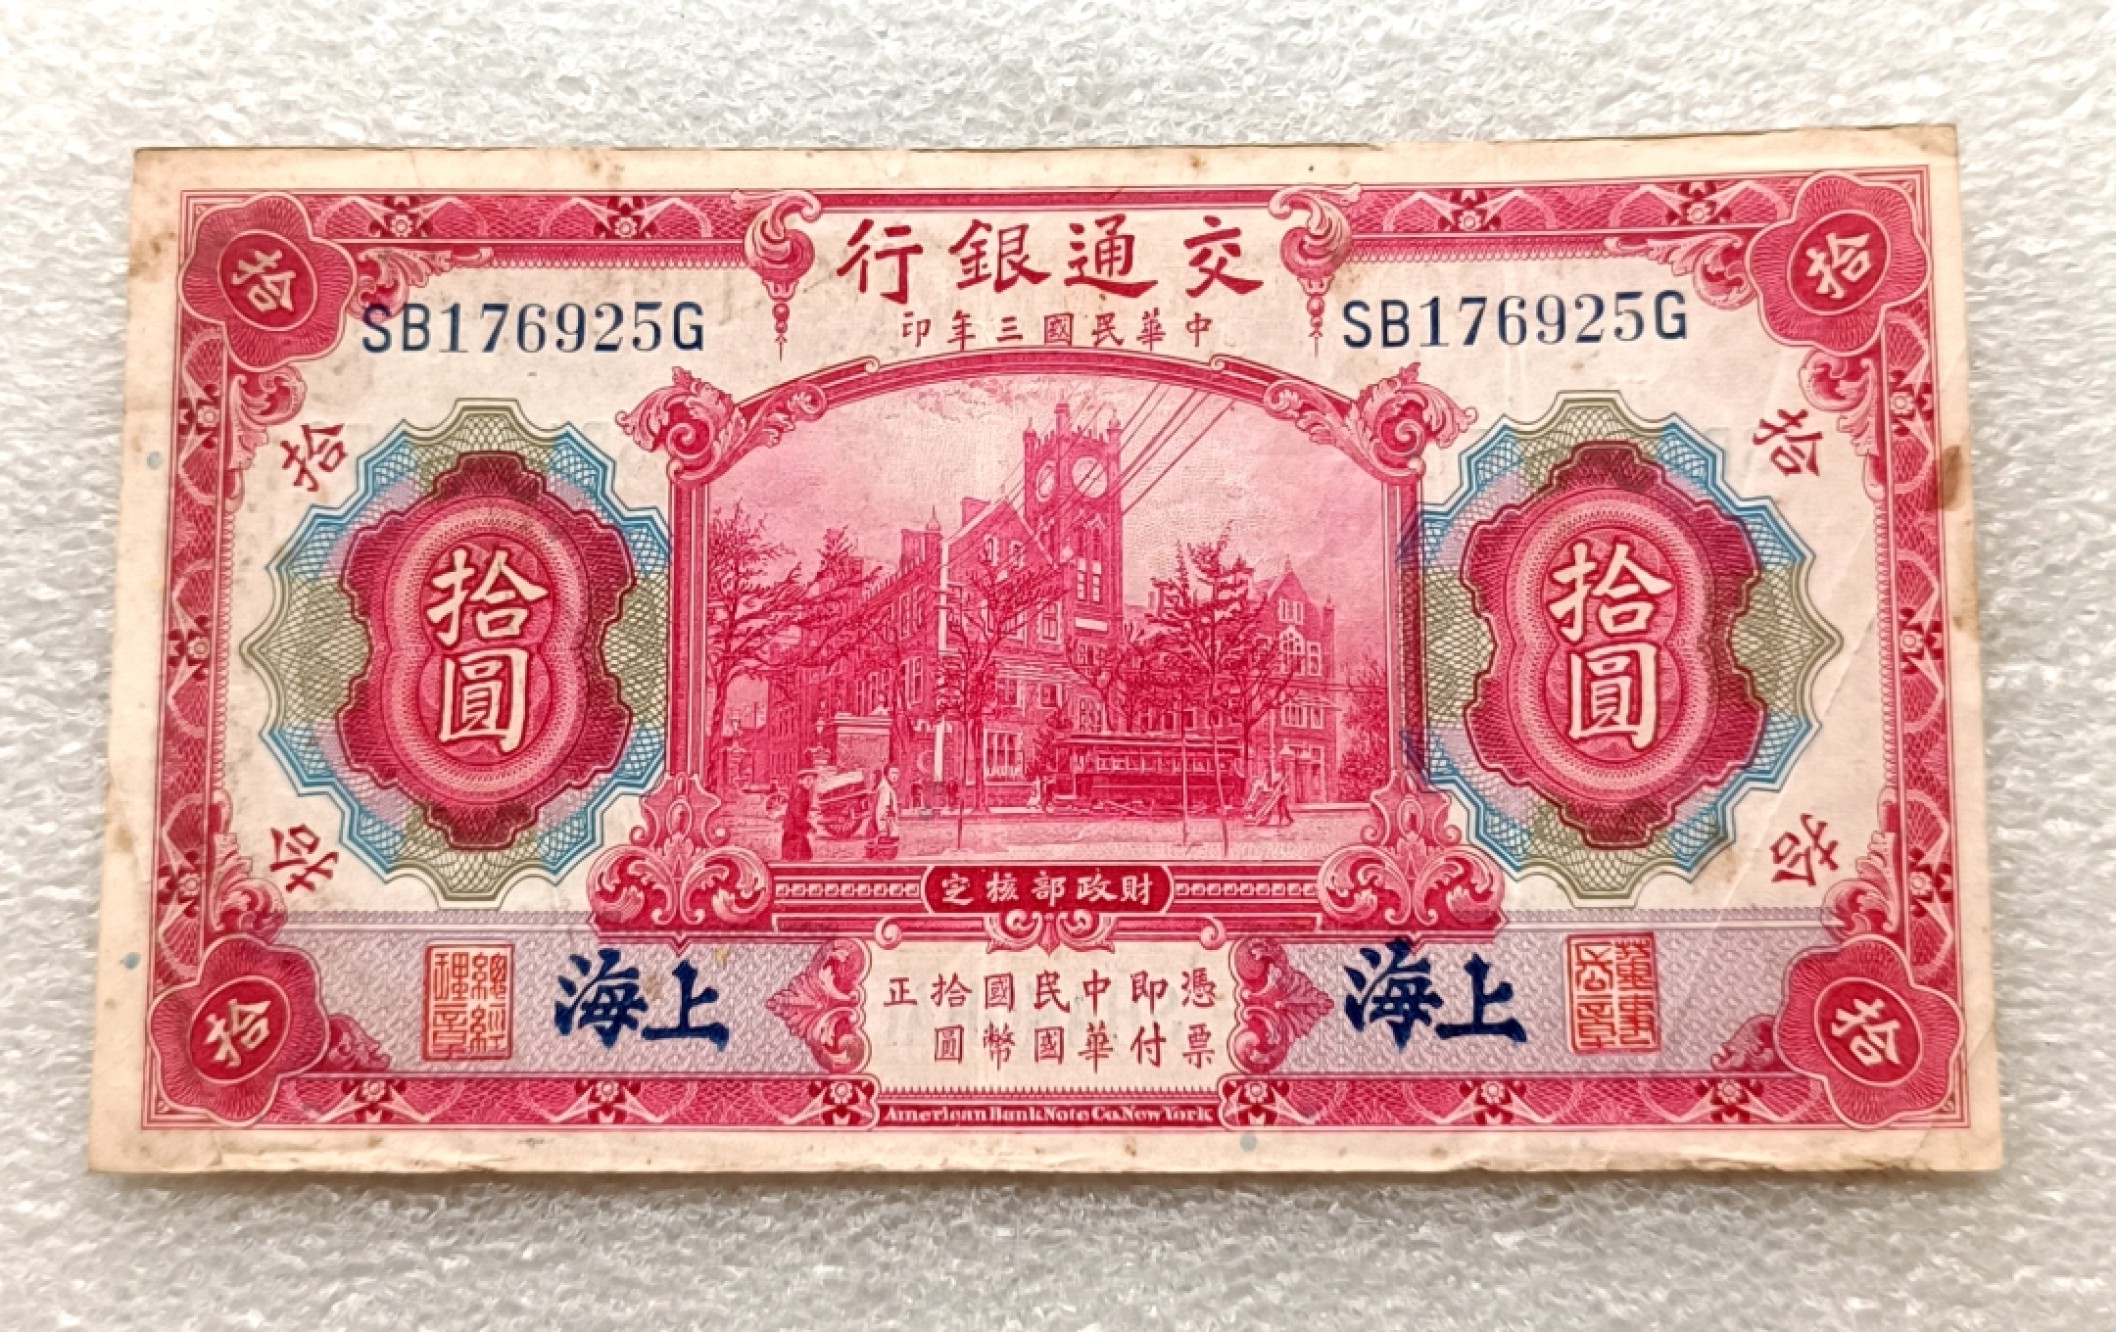 拾
交通銀行
拾
SB176925G
中華民國三年印
SB176925G
拾
拾
拾圓
拾圓
拾
拾
財政部核定
總經理章
上海
憑票即付中華民國國幣拾圓正
上海
董事長章
拾
拾
American Bank Note Co. New York